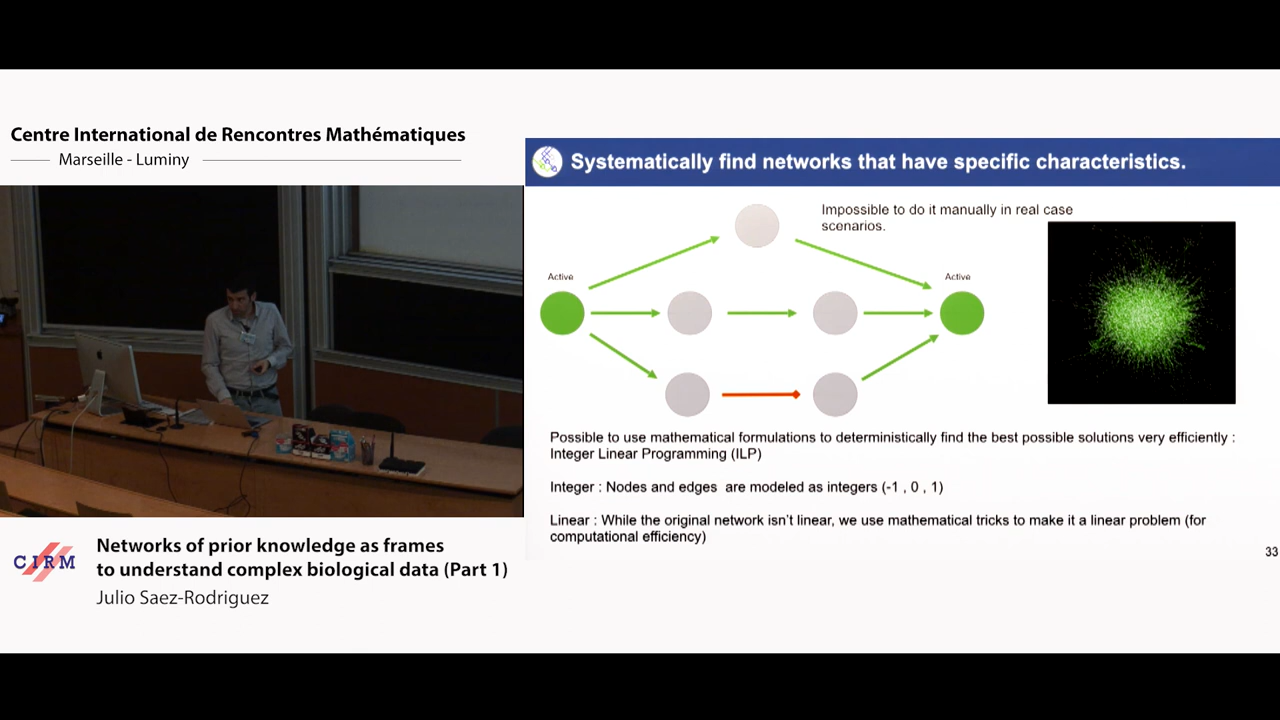 Centre International de Rencontres Mathématiques
Marseille - Luminy
Systematically find networks that have specific characteristics.
Impossible to do it manually in real case
scenarios.
Active
Active
Possible to use mathematical formulations to deterministically find the best possible solutions very efficiently :
Integer Linear Programming (ILP)
Integer : Nodes and edges are modeled as integers (-1 , 0 , 1)
Linear : While the original network isn't linear, we use mathematical tricks to make it a linear problem (for
computational efficiency)
33
CIRM
Networks of prior knowledge as frames
to understand complex biological data (Part 1)
Julio Saez-Rodriguez